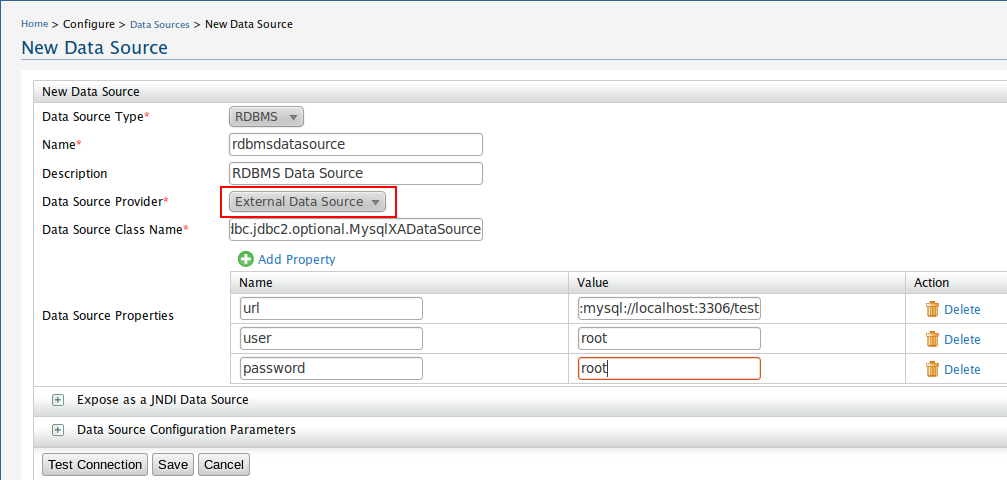 Home > Configure > Data Sources > New Data Source
New Data Source
New Data Source
Data Source Type* RDBMS
Name* rdbmsdatasource
Description RDBMS Data Source
Data Source Provider* External Data Source
Data Source Class Name* dbc.jdbc2.optional.MysqlXADataSource
Add Property
Name Value Action
Data Source Properties
url :mysql://localhost:3306/test Delete
user root Delete
password root Delete
Expose as a JNDI Data Source
Data Source Configuration Parameters
Test Connection Save Cancel